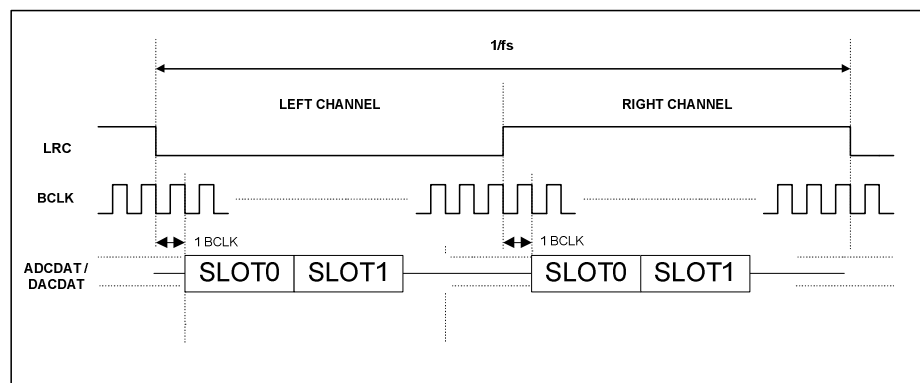 1/fs
LEFT CHANNEL
RIGHT CHANNEL
LRC
BCLK
1 BCLK
1 BCLK
ADCDAT /
DACDAT
SLOT0
SLOT1
SLOT0
SLOT1